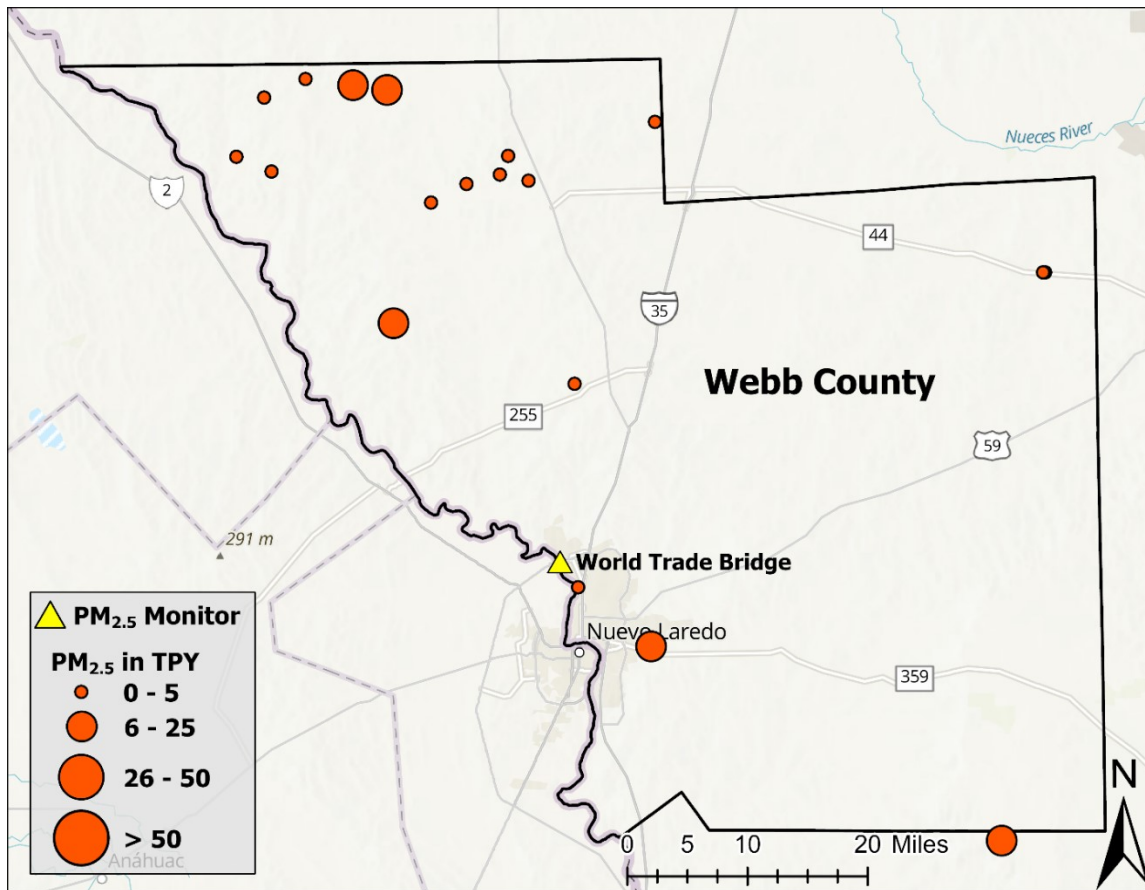 Nueces River
2
44
35
Webb County
255
59
291 m
World Trade Bridge
Nuevo Laredo
359
PM2.5 Monitor
PM2.5 in TPY
0 - 5
6 - 25
26 - 50
> 50
Anáhuac
N
0 5 10 20 Miles